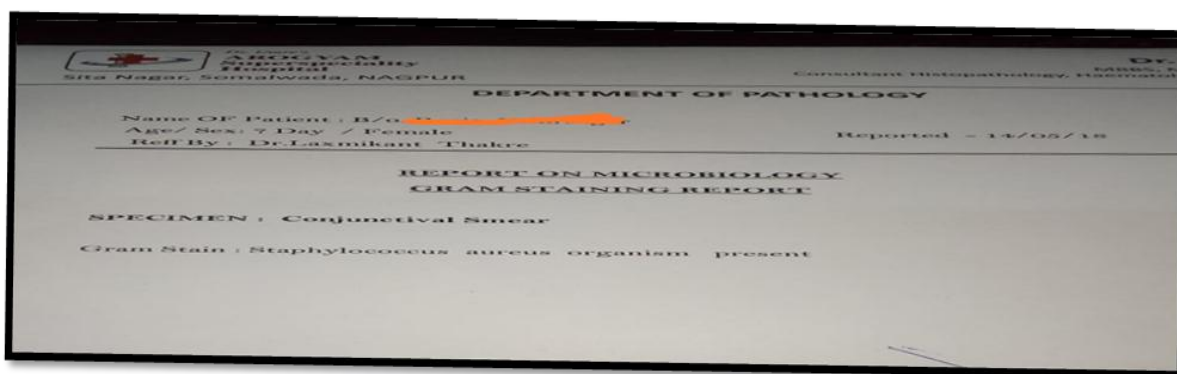 AROGYAM
Superspeciality
Hospital
Sita Nagar, Somalwada, NAGPUR
Dr.
MBBS,
Consultant Histopathology,
DEPARTMENT OF PATHOLOGY
Name OF Patient : B/o
Age/ Sex: 7 Day / Female
Reported - 14/05/18
Reff By : Dr.Laxmikant Thakre
REPORT ON MICROBIOLOGY
GRAM STAINING REPORT
SPECIMEN : Conjunctival Smear
Gram Stain : Staphylococcus aureus organism present